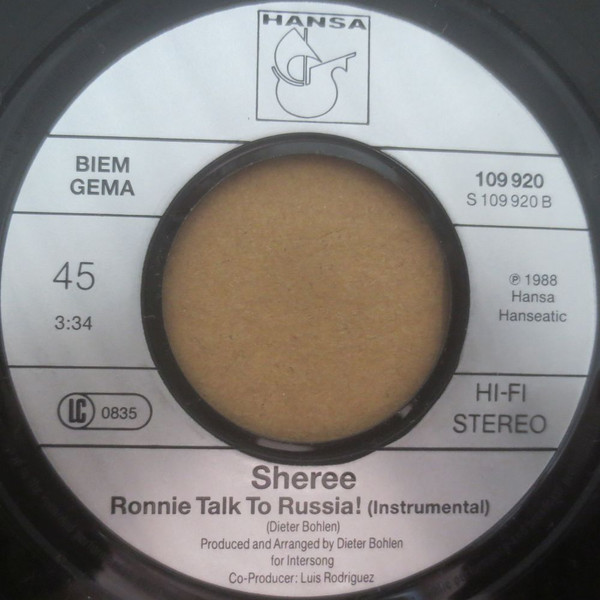 HANSA
BIEM
GEMA
109 920
S 109 920 B
45
3:34
℗ 1988
Hansa
Hanseatic
LC 0835
HI-FI
STEREO
Sheree
Ronnie Talk To Russia! (Instrumental)
(Dieter Bohlen)
Produced and Arranged by Dieter Bohlen
for Intersong
Co-Producer: Luis Rodriguez